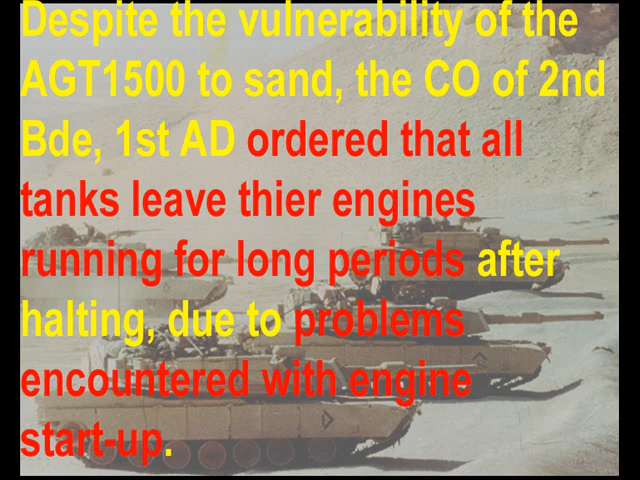 Despite the vulnerability of the
AGT1500 to sand, the CO of 2nd
Bde, 1st AD ordered that all
tanks leave thier engines
running for long periods after
halting, due to problems
encountered with engine
start-up.